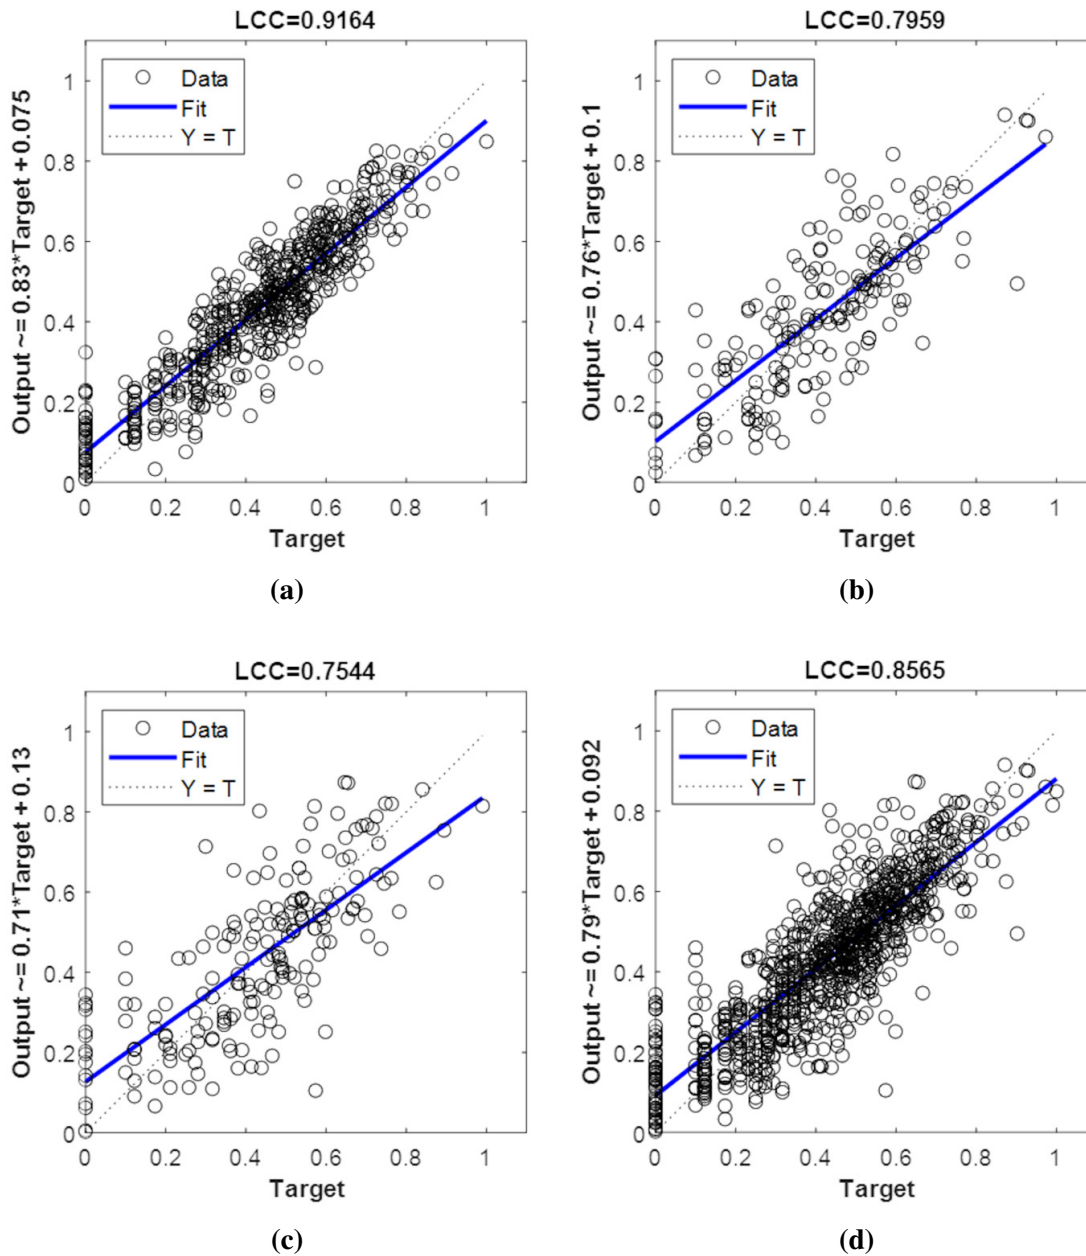 LCC=0.9164
Output ~= 0.83*Target + 0.075
1
0.8
0.6
0.4
0.2
0
Data
Fit
Y = T
0 0.2 0.4 0.6 0.8 1
Target
(a)
LCC=0.7959
Output ~= 0.76*Target + 0.1
1
0.8
0.6
0.4
0.2
0
Data
Fit
Y = T
0 0.2 0.4 0.6 0.8 1
Target
(b)
LCC=0.7544
Output ~= 0.71*Target + 0.13
1
0.8
0.6
0.4
0.2
0
Data
Fit
Y = T
0 0.2 0.4 0.6 0.8 1
Target
(c)
LCC=0.8565
Output ~= 0.79*Target + 0.092
1
0.8
0.6
0.4
0.2
0
Data
Fit
Y = T
0 0.2 0.4 0.6 0.8 1
Target
(d)